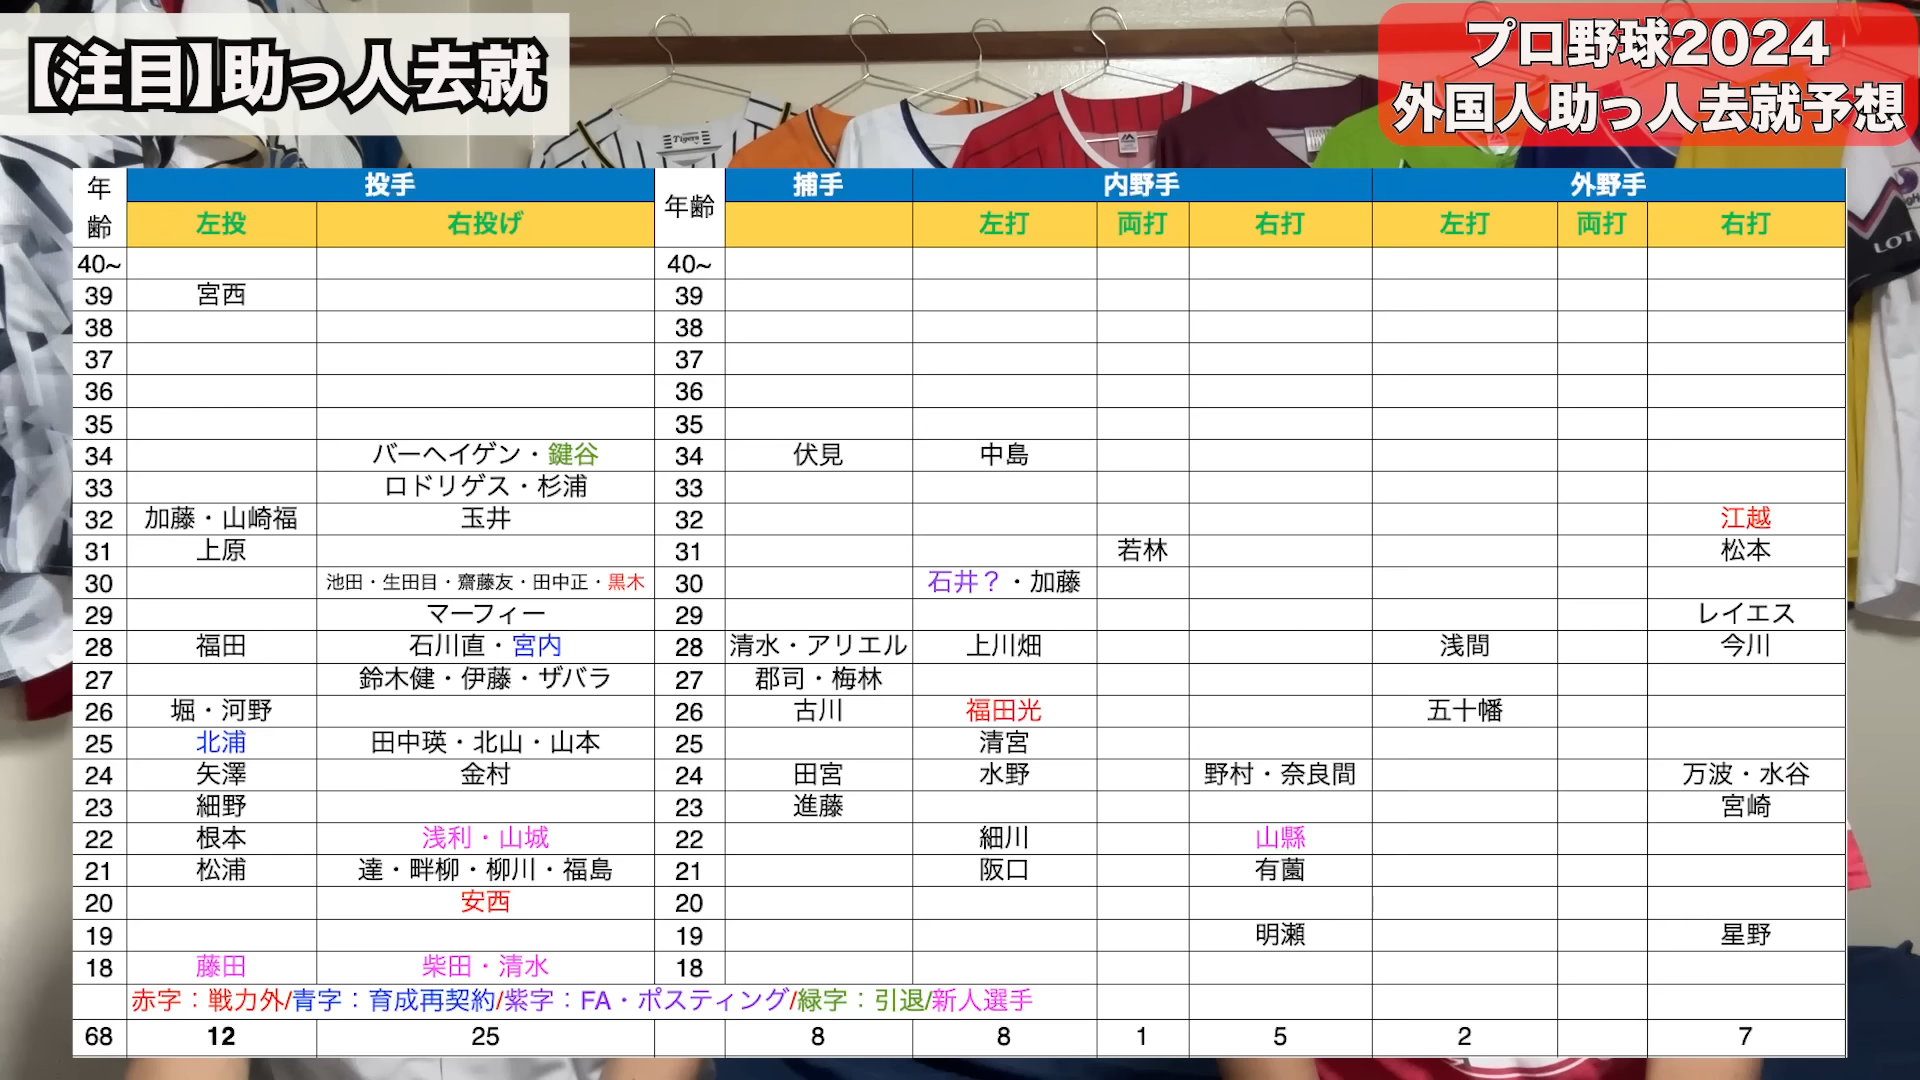 【注目】助っ人去就
プロ野球2024
外国人助っ人去就予想
Tigers
LOT
年齢 投手 年齢 捕手 内野手 外野手
左投 右投げ 左打 両打 右打 左打 両打 右打
40~ 40~
39 宮西 39
38 38
37 37
36 36
35 35
34 バーヘイゲン・鍵谷 34 伏見 中島
33 ロドリゲス・杉浦 33
32 加藤・山崎福 玉井 32 江越
31 上原 31 若林 松本
30 池田・生田目・齋藤友・田中正・黒木 30 石井？・加藤
29 マーフィー 29 レイエス
28 福田 石川直・宮内 28 清水・アリエル 上川畑 浅間 今川
27 鈴木健・伊藤・ザバラ 27 郡司・梅林
26 堀・河野 26 古川 福田光 五十幡
25 北浦 田中瑛・北山・山本 25 清宮
24 矢澤 金村 24 田宮 水野 野村・奈良間 万波・水谷
23 細野 23 進藤 宮崎
22 根本 浅利・山城 22 細川 山縣
21 松浦 達・畔柳・柳川・福島 21 阪口 有薗
20 安西 20
19 19 明瀬 星野
18 藤田 柴田・清水 18
赤字：戦力外/青字：育成再契約/紫字：FA・ポスティング/緑字：引退/新人選手
68 12 25 8 8 1 5 2 7